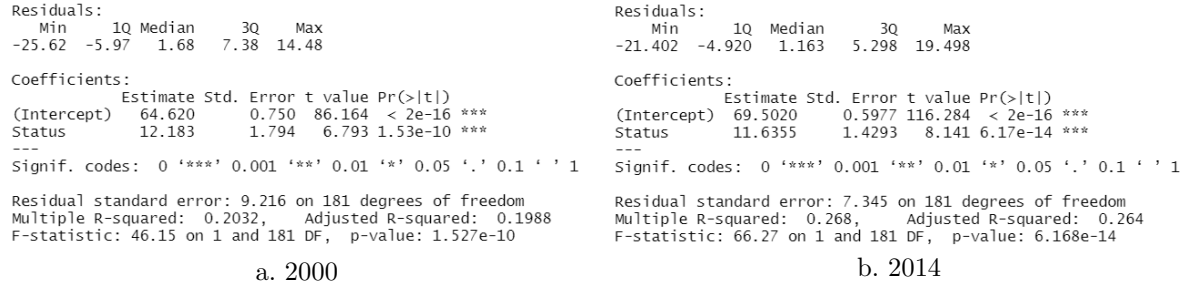 Residuals:
   Min     1Q Median     3Q    Max
-25.62  -5.97   1.68   7.38  14.48
Coefficients:
            Estimate Std. Error t value Pr(>|t|)
(Intercept)   64.620      0.750  86.164  < 2e-16 ***
Status        12.183      1.794   6.793 1.53e-10 ***
---
Signif. codes:  0 ‘***’ 0.001 ‘**’ 0.01 ‘*’ 0.05 ‘.’ 0.1 ‘ ’ 1
Residual standard error: 9.216 on 181 degrees of freedom
Multiple R-squared:  0.2032,    Adjusted R-squared:  0.1988
F-statistic: 46.15 on 1 and 181 DF,  p-value: 1.527e-10
a. 2000
Residuals:
    Min      1Q  Median      3Q     Max
-21.402  -4.920   1.163   5.298  19.498
Coefficients:
            Estimate Std. Error t value Pr(>|t|)
(Intercept)  69.5020     0.5977 116.284  < 2e-16 ***
Status       11.6355     1.4293   8.141 6.17e-14 ***
---
Signif. codes:  0 ‘***’ 0.001 ‘**’ 0.01 ‘*’ 0.05 ‘.’ 0.1 ‘ ’ 1
Residual standard error: 7.345 on 181 degrees of freedom
Multiple R-squared:  0.268,     Adjusted R-squared:  0.264
F-statistic: 66.27 on 1 and 181 DF,  p-value: 6.168e-14
b. 2014